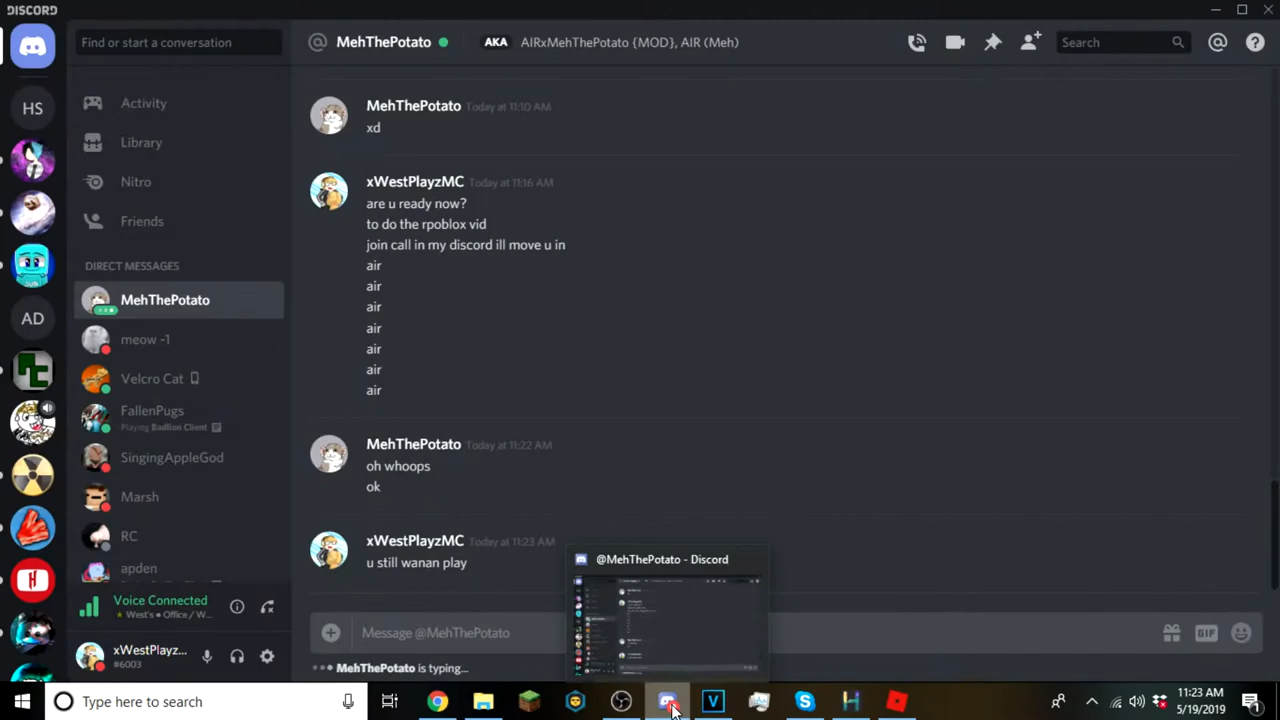 DISCORD
Find or start a conversation
MehThePotato
AKA
AIRxMehThePotato {MOD}, AIR (Meh)
Search
HS
AD
Activity
Library
Nitro
Friends
DIRECT MESSAGES
MehThePotato
meow -1
Velcro Cat
FallenPugs
Playing Badlion Client
SingingAppleGod
Marsh
RC
apden
Voice Connected
West's • Office / W...
xWestPlayz...
#6003
MehThePotato Today at 11:10 AM
xd
xWestPlayzMC Today at 11:16 AM
are u ready now?
to do the rpoblox vid
join call in my discord ill move u in
air
air
air
air
air
air
air
MehThePotato Today at 11:22 AM
oh whoops
ok
xWestPlayzMC Today at 11:23 AM
u still wanan play
@MehThePotato - Discord
Message @MehThePotato
GIF
MehThePotato is typing...
Type here to search
11:23 AM
5/19/2019
1